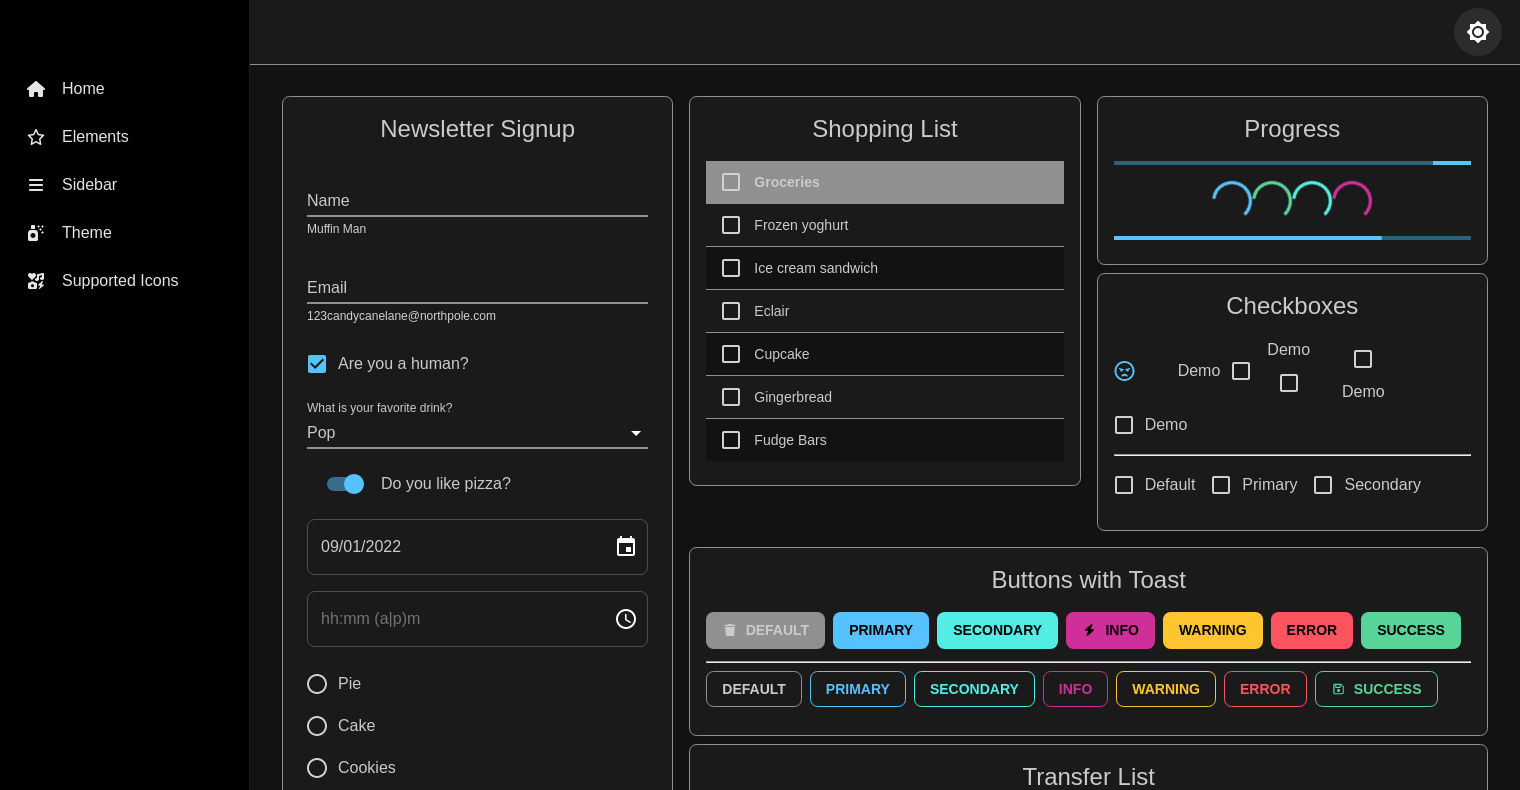 Home
Elements
Sidebar
Theme
Supported Icons
Newsletter Signup
Name
Muffin Man
Email
123candycanelane@northpole.com
Are you a human?
What is your favorite drink?
Pop
Do you like pizza?
09/01/2022
hh:mm (a|p)m
Pie
Cake
Cookies
Shopping List
Groceries
Frozen yoghurt
Ice cream sandwich
Eclair
Cupcake
Gingerbread
Fudge Bars
Progress
Checkboxes
Demo
Demo
Demo
Demo
Default Primary Secondary
Buttons with Toast
DEFAULT PRIMARY SECONDARY INFO WARNING ERROR SUCCESS
DEFAULT PRIMARY SECONDARY INFO WARNING ERROR SUCCESS
Transfer List